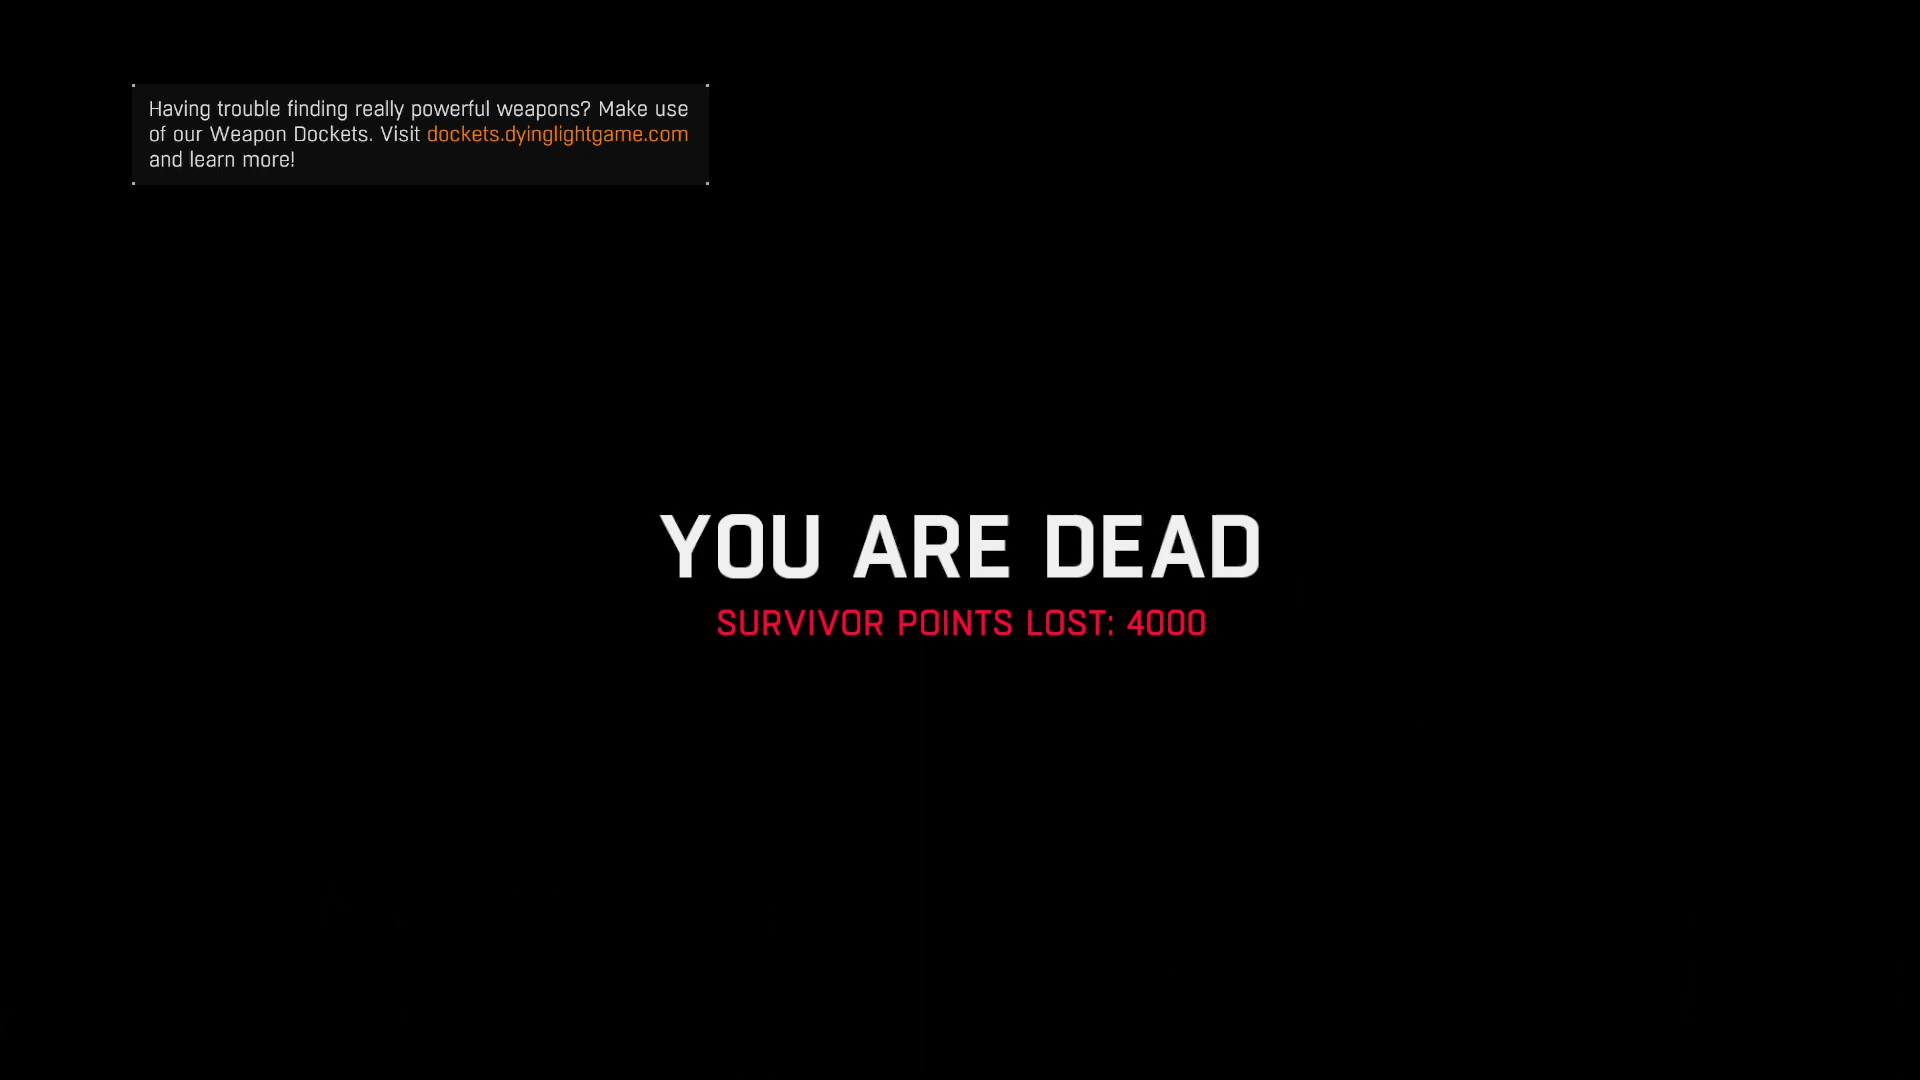 Having trouble finding really powerful weapons? Make use
of our Weapon Dockets. Visit dockets.dyinglightgame.com
and learn more!
YOU ARE DEAD
SURVIVOR POINTS LOST: 4000